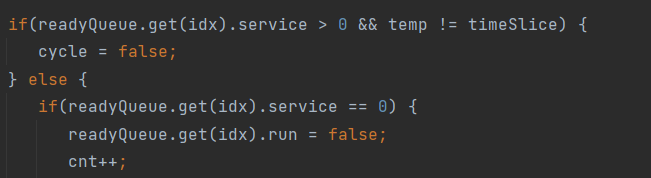 if(readyQueue.get(idx).service > 0 && temp != timeSlice) {
cycle = false;
} else {
if(readyQueue.get(idx).service == 0) {
readyQueue.get(idx).run = false;
cnt++;